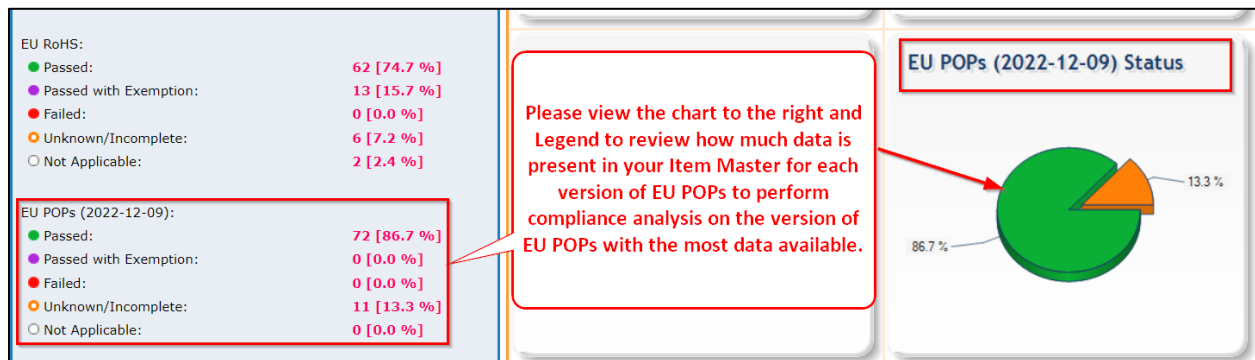 EU RoHS:
Passed: 62 [74.7 %]
Passed with Exemption: 13 [15.7 %]
Failed: 0 [0.0 %]
Unknown/Incomplete: 6 [7.2 %]
Not Applicable: 2 [2.4 %]
EU POPs (2022-12-09):
Passed: 72 [86.7 %]
Passed with Exemption: 0 [0.0 %]
Failed: 0 [0.0 %]
Unknown/Incomplete: 11 [13.3 %]
Not Applicable: 0 [0.0 %]
Please view the chart to the right and
Legend to review how much data is
present in your Item Master for each
version of EU POPs to perform
compliance analysis on the version of
EU POPs with the most data available.
EU POPs (2022-12-09) Status
13.3 %
86.7 %